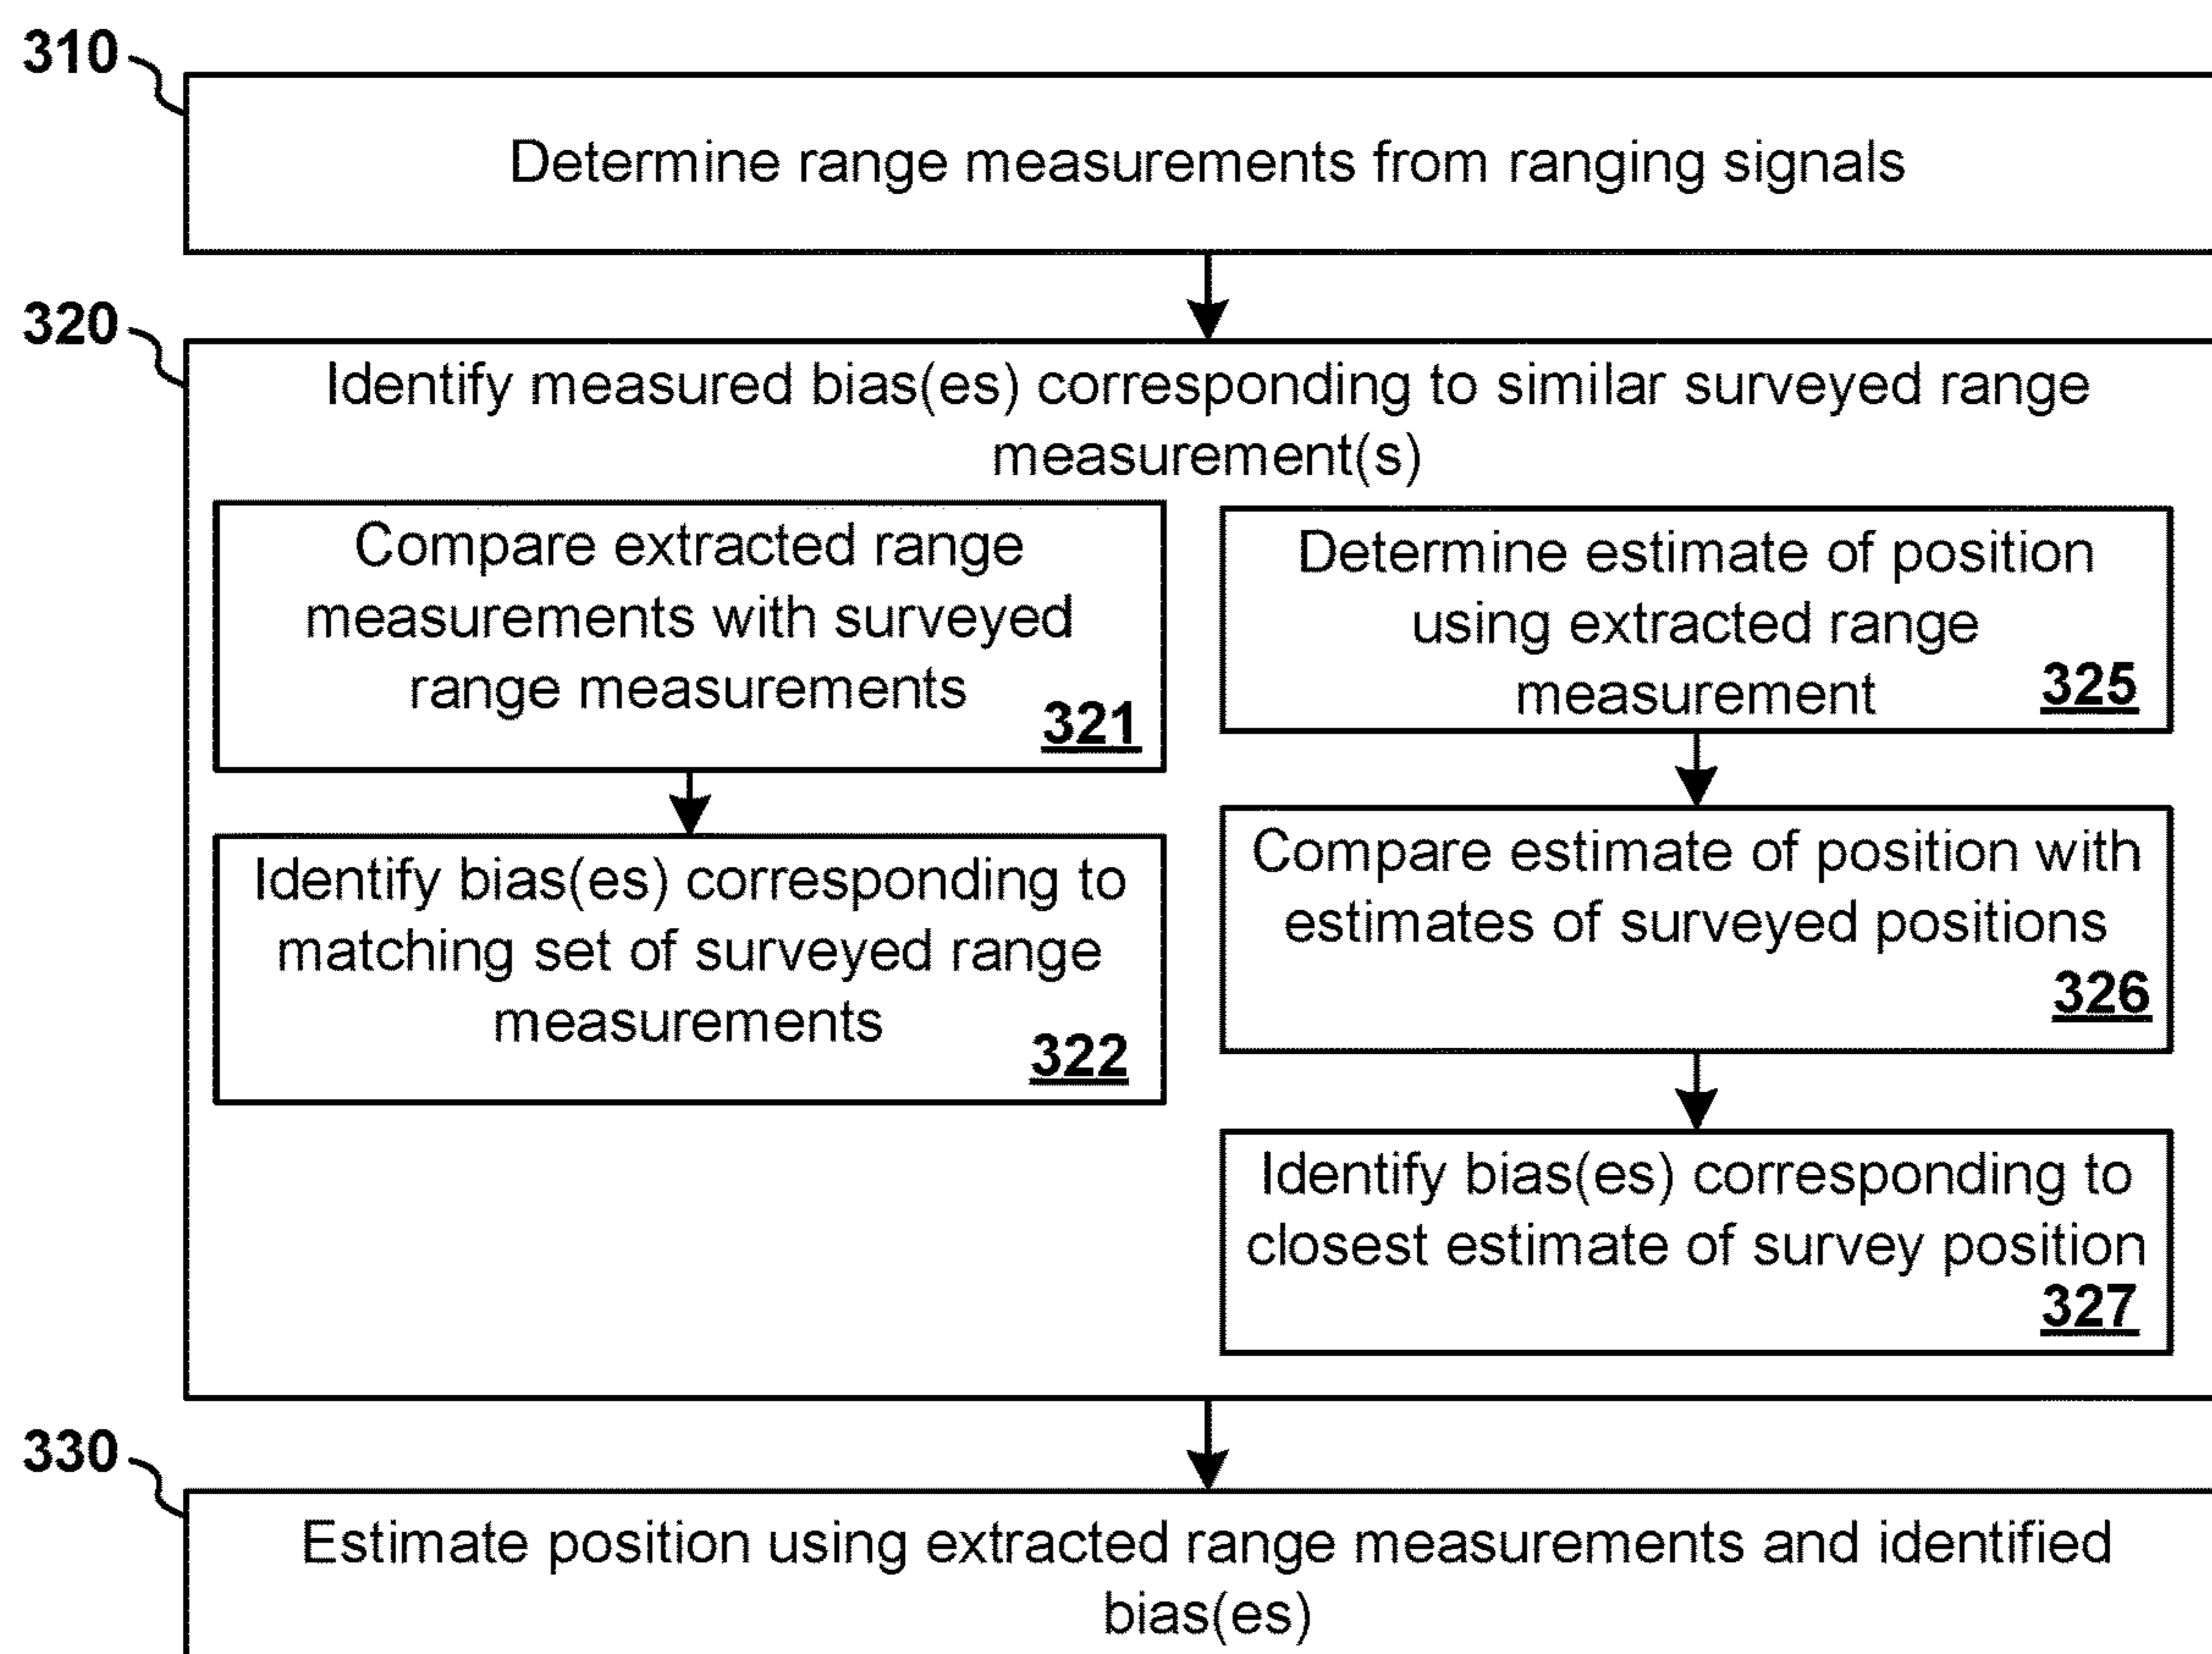 310
Determine range measurements from ranging signals
320
Identify measured bias(es) corresponding to similar surveyed range
measurement(s)
Compare extracted range
measurements with surveyed
range measurements
321
Identify bias(es) corresponding to
matching set of surveyed range
measurements
322
Determine estimate of position
using extracted range
measurement
325
Compare estimate of position with
estimates of surveyed positions
326
Identify bias(es) corresponding to
closest estimate of survey position
327
330
Estimate position using extracted range measurements and identified
bias(es)